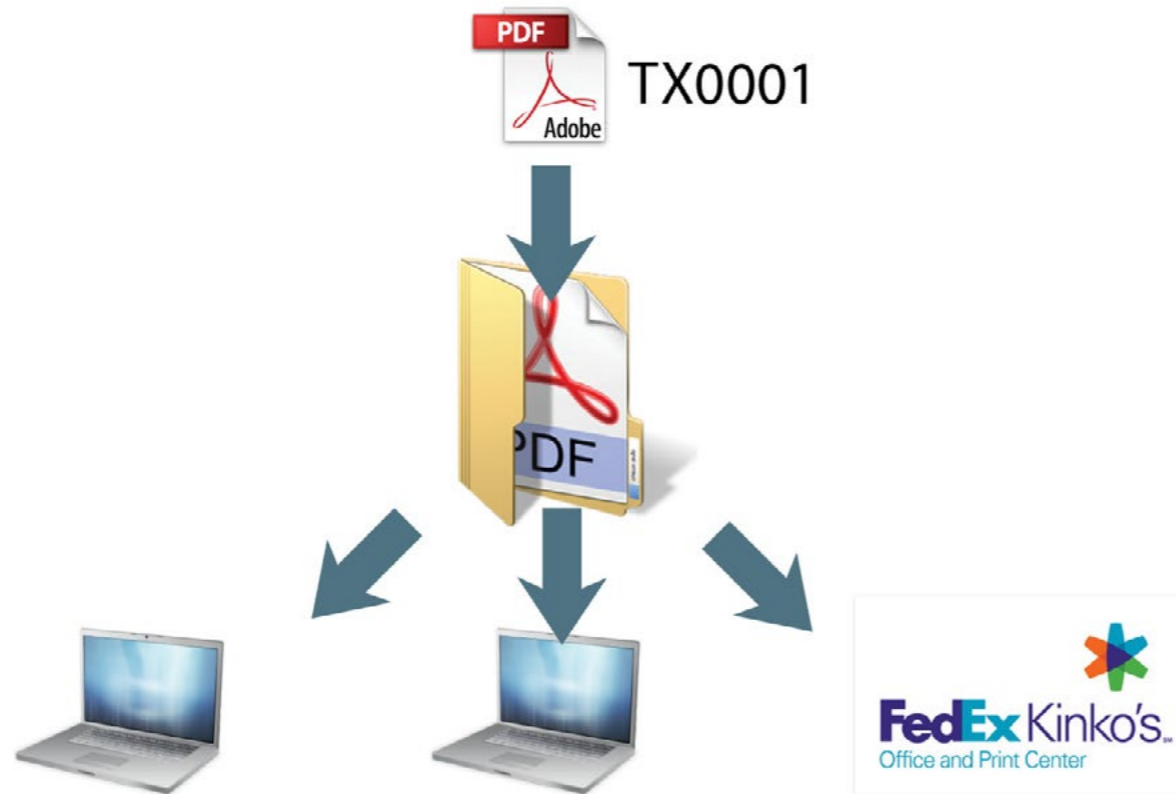 PDF
Adobe
TX0001
PDF
FedEx Kinko's.
Office and Print Center